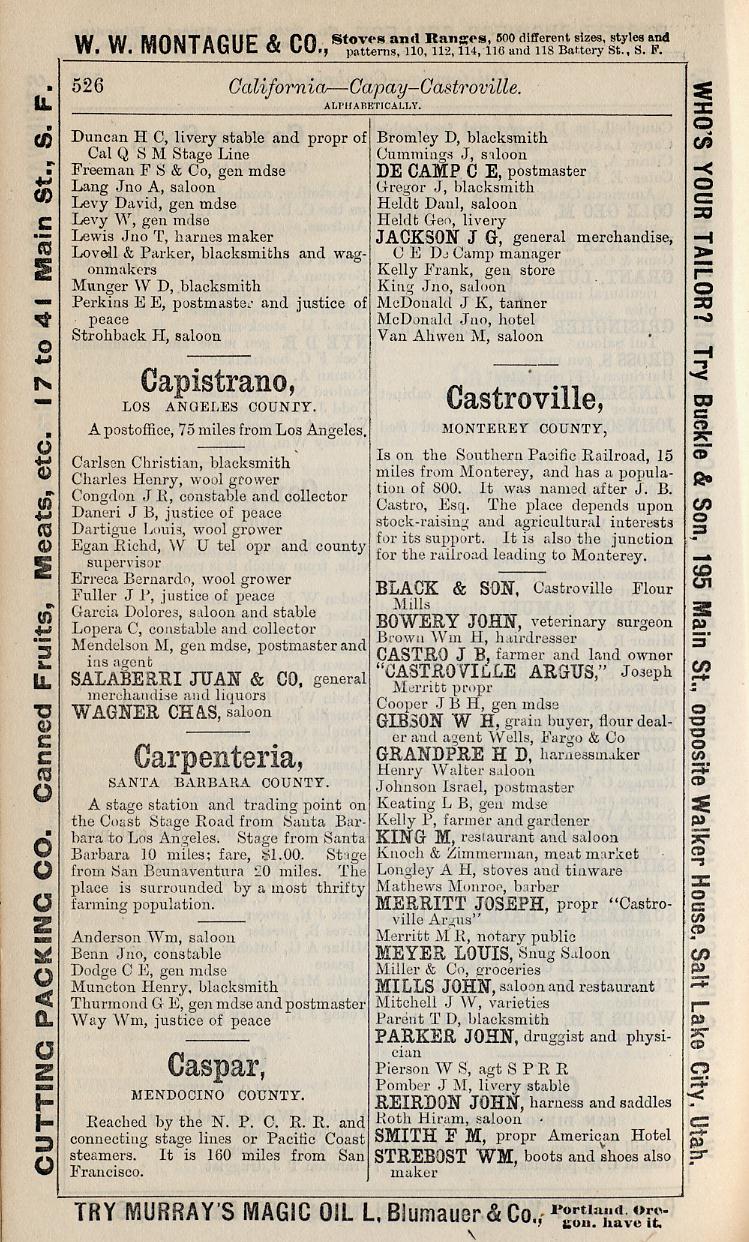 W. W. MONTAGUE & CO., Stoves and Ranges, 500 different sizes, styles and
patterns, 110, 112, 114, 116 and 118 Battery St., S. F.
526 California—Capay—Castroville.
ALPHABETICALLY.
Duncan H C, livery stable and propr of
Cal Q S M Stage Line
Freeman F S & Co, gen mdse
Lang Jno A, saloon
Levy David, gen mdse
Levy W, gen mdse
Lewis Jno T, harnes maker
Lovell & Parker, blacksmiths and wag-
onmakers
Munger W D, blacksmith
Perkins E E, postmaster and justice of
peace
Strohback H, saloon
Capistrano,
LOS ANGELES COUNTY.
A postoffice, 75 miles from Los Angeles.
Carlsen Christian, blacksmith
Charles Henry, wool grower
Congdon J R, constable and collector
Daneri J B, justice of peace
Dartigue Louis, wool grower
Egan Richd, W U tel opr and county
supervisor
Erreca Bernardo, wool grower
Fuller J P, justice of peace
Garcia Dolores, saloon and stable
Lopera C, constable and collector
Mendelson M, gen mdse, postmaster and
ins agent
SALABERRI JUAN & CO, general
merchandise and liquors
WAGNER CHAS, saloon
Carpenteria,
SANTA BARBARA COUNTY.
A stage station and trading point on
the Coast Stage Road from Santa Bar-
bara to Los Angeles. Stage from Santa
Barbara 10 miles; fare, $1.00. Stage
from San Beunaventura 20 miles. The
place is surrounded by a most thrifty
farming population.
Anderson Wm, saloon
Benn Jno, constable
Dodge C E, gen mdse
Muncton Henry, blacksmith
Thurmond G E, gen mdse and postmaster
Way Wm, justice of peace
Caspar,
MENDOCINO COUNTY.
Reached by the N. P. C. R. R. and
connecting stage lines or Pacific Coast
steamers. It is 160 miles from San
Francisco.
Bromley D, blacksmith
Cummings J, saloon
DE CAMP C E, postmaster
Gregor J, blacksmith
Heldt Danl, saloon
Heldt Geo, livery
JACKSON J G, general merchandise,
C E De Camp manager
Kelly Frank, gen store
King Jno, saloon
McDonald J K, tanner
McDonald Jno, hotel
Van Ahwen M, saloon
Castroville,
MONTEREY COUNTY,
Is on the Southern Pacific Railroad, 15
miles from Monterey, and has a popula-
tion of 800. It was named after J. B.
Castro, Esq. The place depends upon
stock-raising and agricultural interests
for its support. It is also the junction
for the railroad leading to Monterey.
BLACK & SON, Castroville Flour
Mills
BOWERY JOHN, veterinary surgeon
Brown Wm H, hairdresser
CASTRO J B, farmer and land owner
"CASTROVILLE ARGUS," Joseph
Merritt propr
Cooper J B H, gen mdse
GIBSON W H, grain buyer, flour deal-
er and agent Wells, Fargo & Co
GRANDPRE H D, harnessmaker
Henry Walter saloon
Johnson Israel, postmaster
Keating L B, gen mdse
Kelly P, farmer and gardener
KING M, restaurant and saloon
Knoch & Zimmerman, meat market
Longley A H, stoves and tinware
Mathews Monroe, barber
MERRITT JOSEPH, propr "Castro-
ville Argus"
Merritt M R, notary public
MEYER LOUIS, Snug Saloon
Miller & Co, groceries
MILLS JOHN, saloon and restaurant
Mitchell J W, varieties
Parent T D, blacksmith
PARKER JOHN, druggist and physi-
cian
Pierson W S, agt S P R R
Pomber J M, livery stable
REIRDON JOHN, harness and saddles
Roth Hiram, saloon
SMITH F M, propr American Hotel
STREBOST WM, boots and shoes also
maker
CUTTING PACKING CO. Canned Fruits, Meats, etc. 17 to 41 Main St., S. F.
WHO'S YOUR TAILOR? Try Buckle & Son, 195 Main St., opposite Walker House, Salt Lake City, Utah.
TRY MURRAY'S MAGIC OIL L. Blumauer & Co., Portland, Ore-
gon. have it.